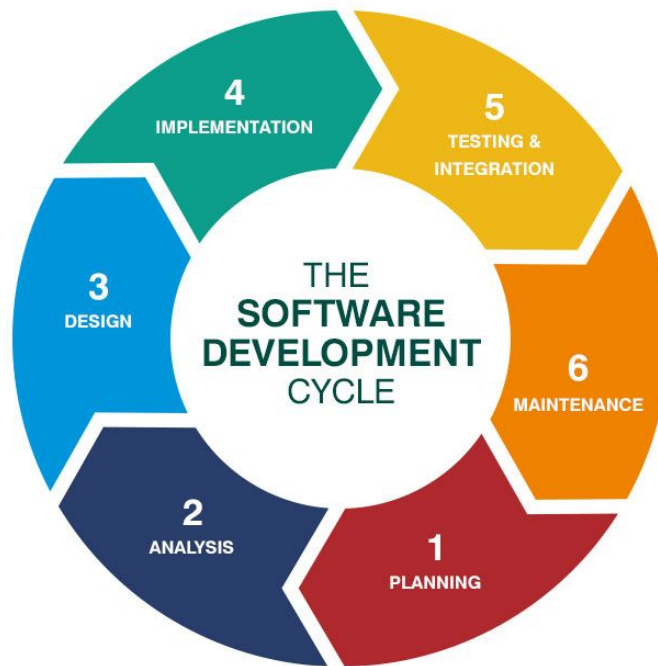 THE
SOFTWARE
DEVELOPMENT
CYCLE
1
PLANNING
2
ANALYSIS
3
DESIGN
4
IMPLEMENTATION
5
TESTING &
INTEGRATION
6
MAINTENANCE